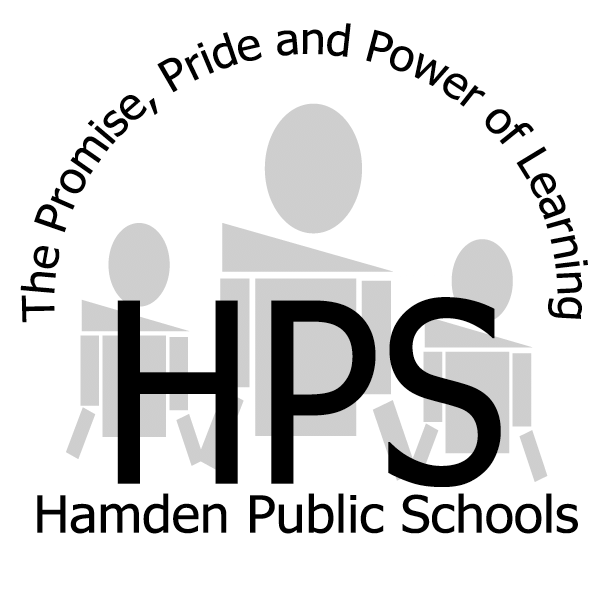 The Promise, Pride and Power of Learning
HPS
Hamden Public Schools